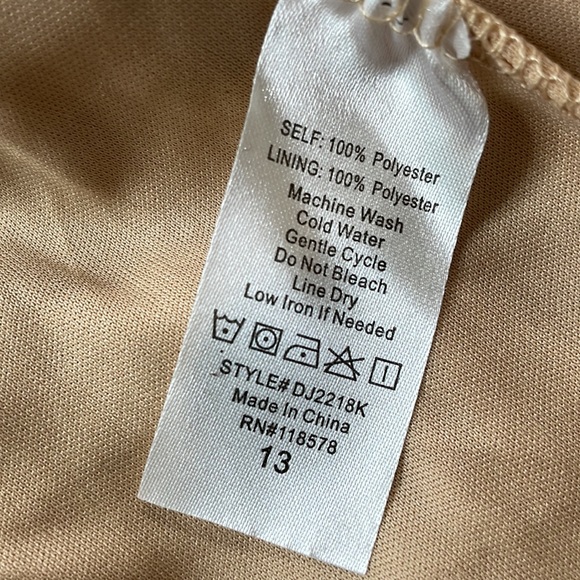 SELF: 100% Polyester
LINING: 100% Polyester
Machine Wash
Cold Water
Gentle Cycle
Do Not Bleach
Line Dry
Low Iron If Needed
STYLE# DJ2218K
Made In China
RN#118578
13